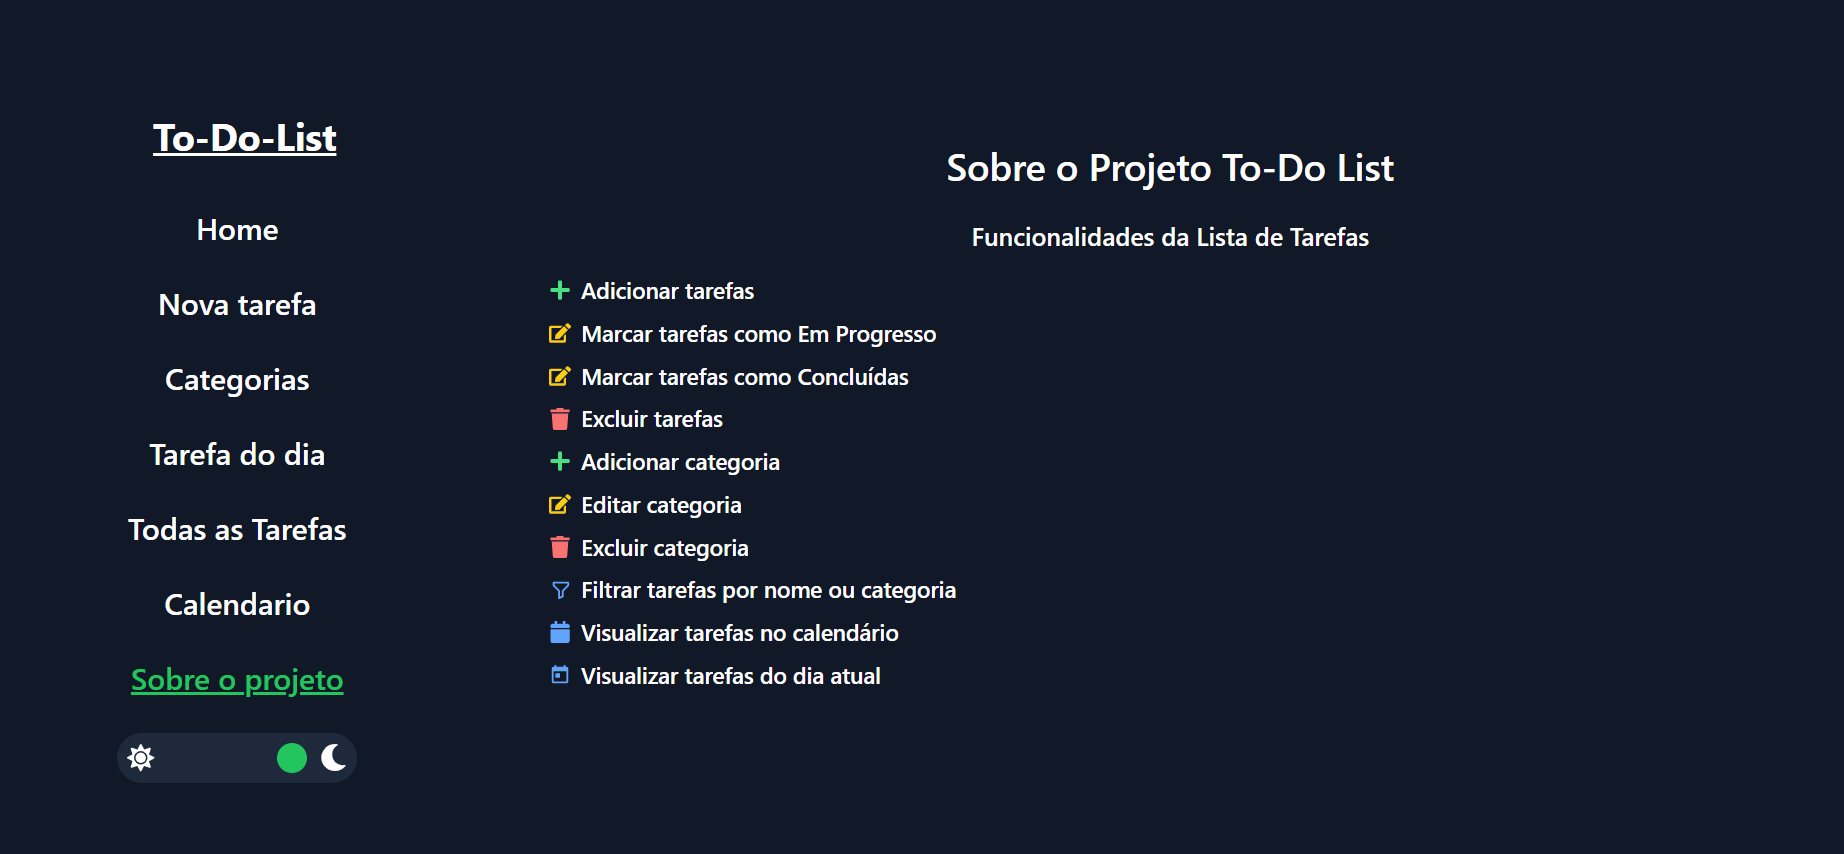 To-Do-List
Home
Nova tarefa
Categorias
Tarefa do dia
Todas as Tarefas
Calendario
Sobre o projeto
Sobre o Projeto To-Do List
Funcionalidades da Lista de Tarefas
Adicionar tarefas
Marcar tarefas como Em Progresso
Marcar tarefas como Concluídas
Excluir tarefas
Adicionar categoria
Editar categoria
Excluir categoria
Filtrar tarefas por nome ou categoria
Visualizar tarefas no calendário
Visualizar tarefas do dia atual